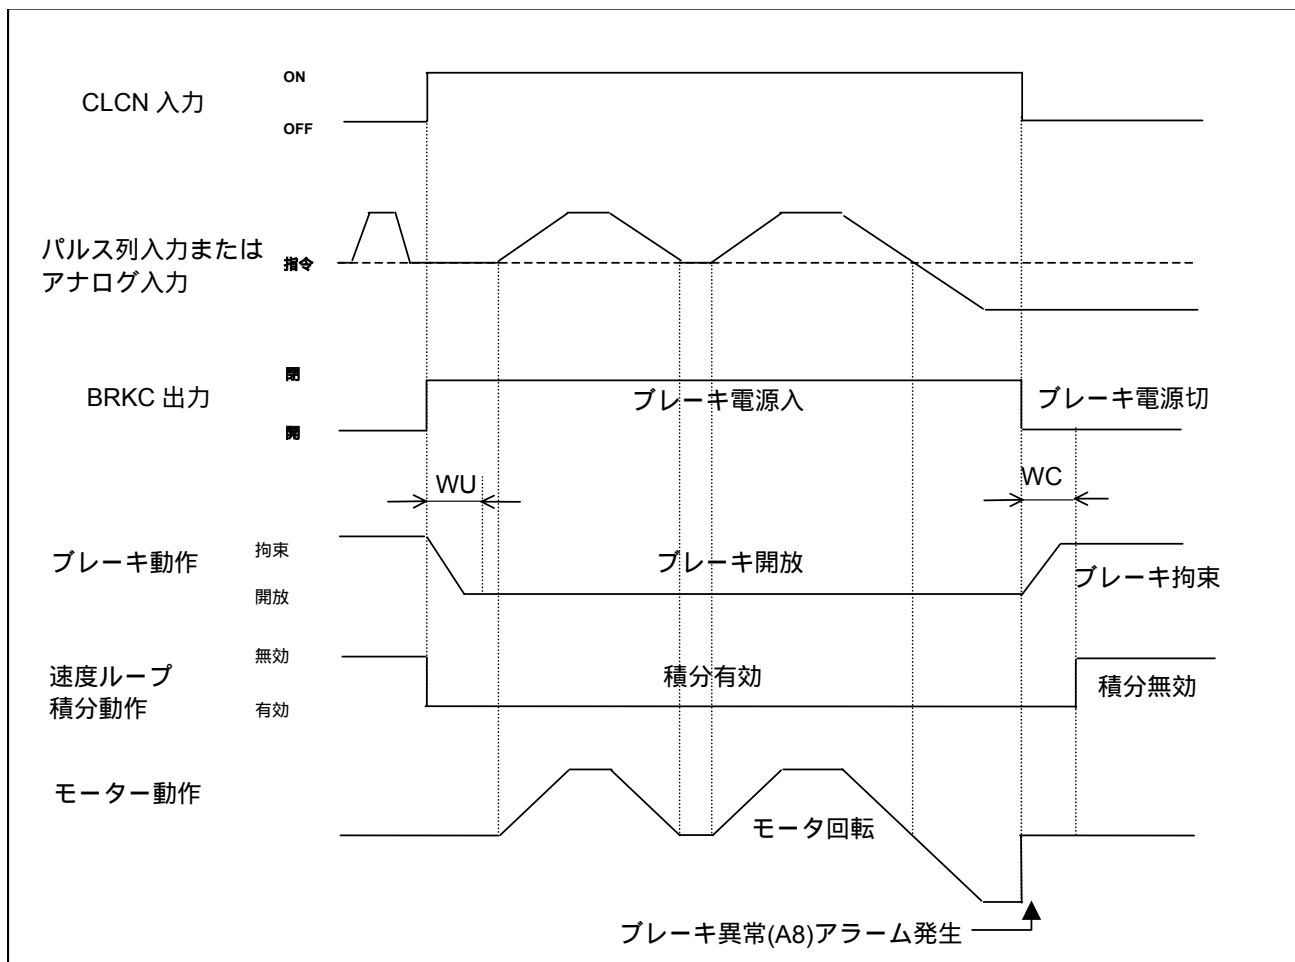 ON
CLCN 入力
OFF
パルス列入力または
アナログ入力
指令
閉
BRKC 出力
開
ブレーキ電源入
ブレーキ電源切
WU
WC
ブレーキ動作
拘束
開放
ブレーキ開放
ブレーキ拘束
速度ループ
積分動作
無効
有効
積分有効
積分無効
モーター動作
モータ回転
ブレーキ異常(A8)アラーム発生